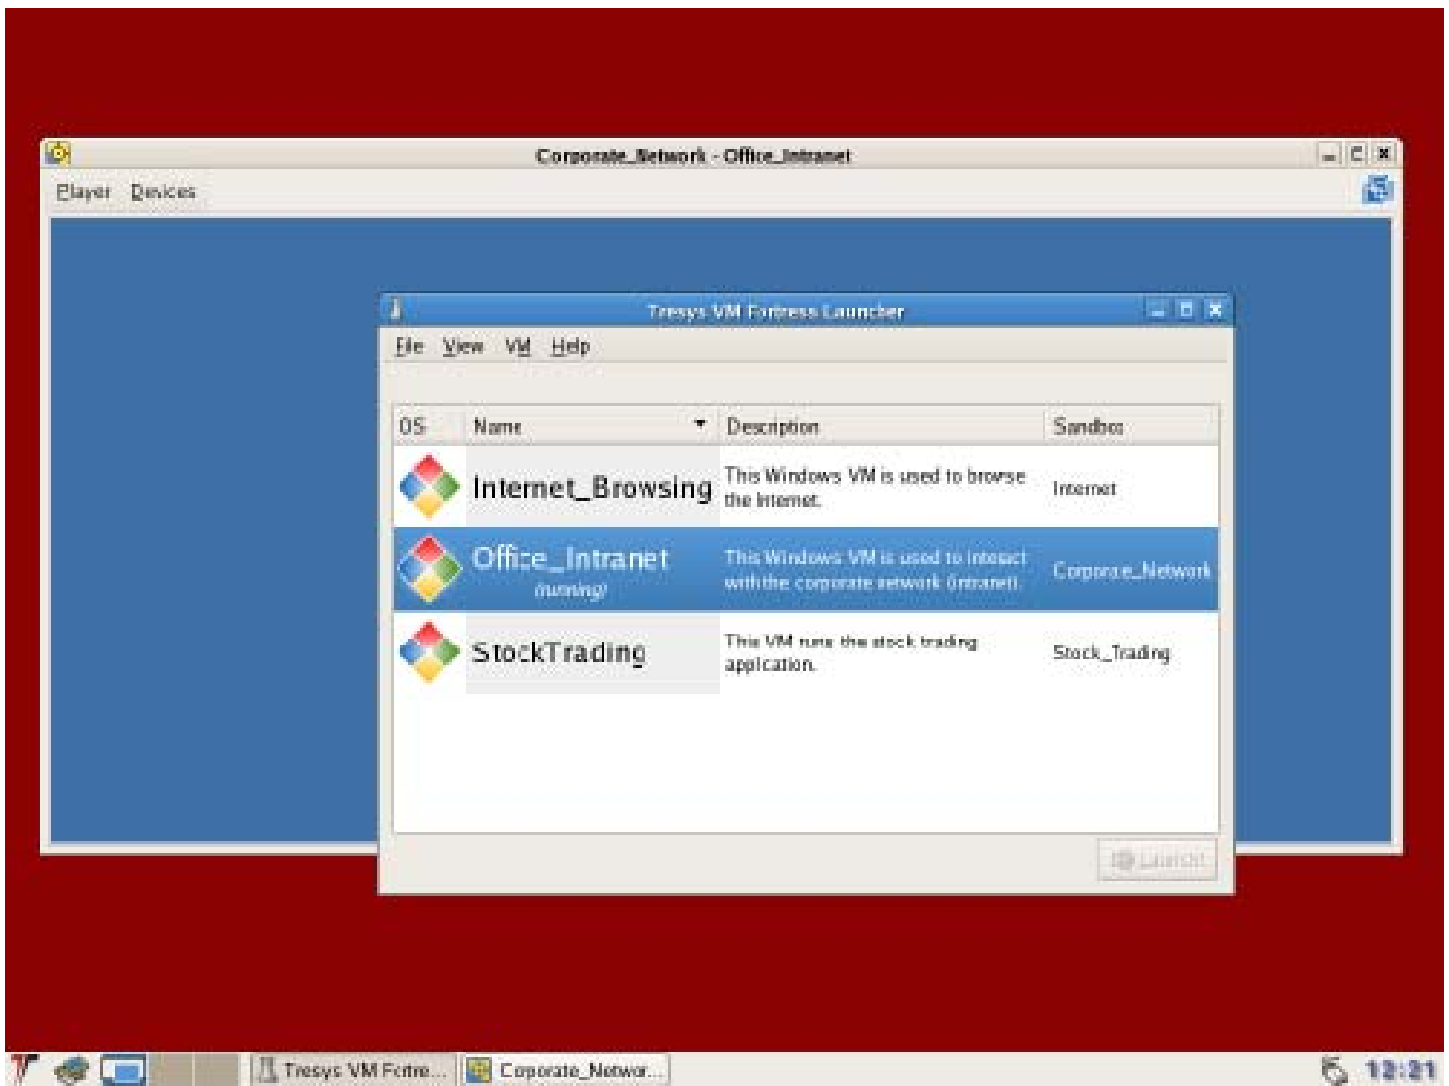 Corporate_Network - Office_Intranet
Player Devices
Tresys VM Fortress Launcher
File View VM Help
OS Name Description Sandbox
Internet_Browsing
This Windows VM is used to browse
the Internet.
Internet
Office_Intranet
(running)
This Windows VM is used to interact
with the corporate network (intranet).
Corporate_Network
StockTrading
This VM runs the stock trading
application.
Stock_Trading
Launch!
Tresys VM Fortre... Corporate_Networ... 12:21